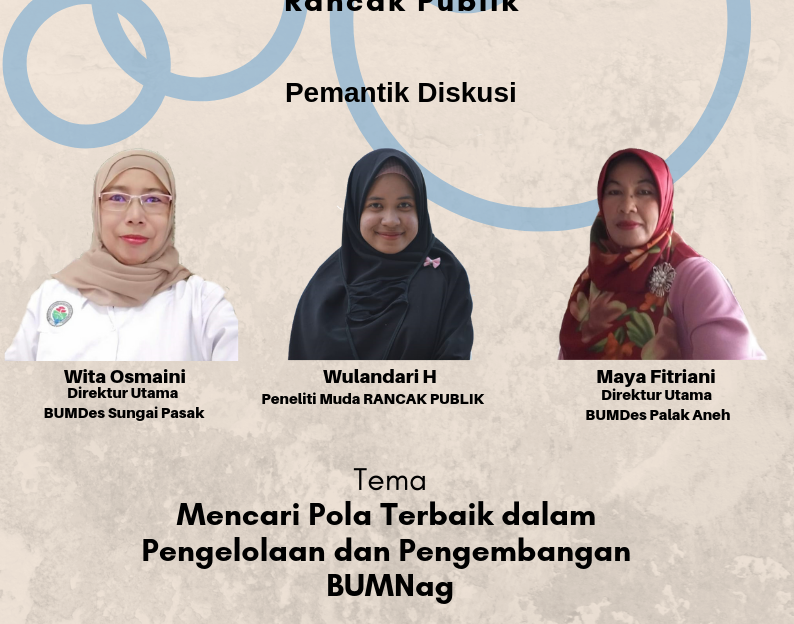 Rancak Publik
Pemantik Diskusi
Wita Osmaini
Direktur Utama
BUMDes Sungai Pasak
Wulandari H
Peneliti Muda RANCAK PUBLIK
Maya Fitriani
Direktur Utama
BUMDes Palak Aneh
Tema
Mencari Pola Terbaik dalam
Pengelolaan dan Pengembangan
BUMNag